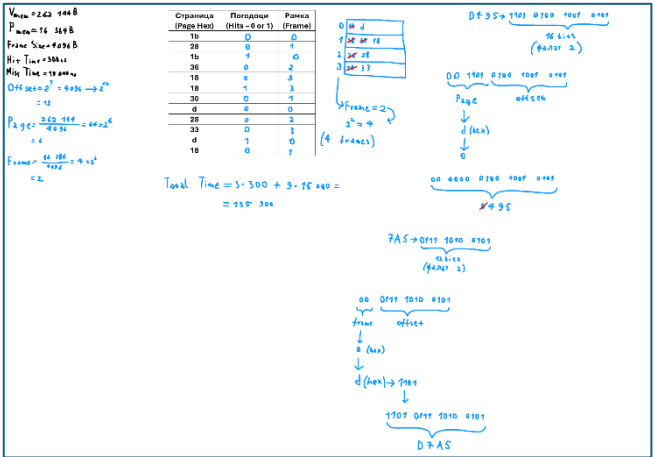 Vmem = 262 144B
Pmem = 16 384B
Frame Size = 4096B
Hit Time = 300ns
Miss Time = 15 000ns
Offset = 2^? = 4096 → 2^12
= 12
Page = 262 144 / 4096 = 64 = 2^6
= 6
Frame = 16 384 / 4096 = 4 = 2^2
= 2
Страница (Page Hex) Погодоци (Hits – 0 or 1) Рамка (Frame)
1b 0 0
28 0 1
1b 1 0
36 0 2
18 0 3
18 1 3
30 0 1
d 0 0
28 0 2
33 0 3
d 1 0
18 0 1
0 d
1 18
2 28
3 33
Frame = 2
2^2 = 4
(4 frames)
Total Time = 3 · 300 + 9 · 15 000 =
= 135 900
D495 → 1101 0100 1001 0101
16 bits
(фалат 2)
00 1101 0100 1001 0101
Page offset
d (hex)
0
00 0000 0100 1001 0101
0495
7A5 → 0111 1010 0101
12 bits
(фалат 2)
00 0111 1010 0101
frame offset
0 (hex)
d (hex) → 1101
1101 0111 1010 0101
D7A5